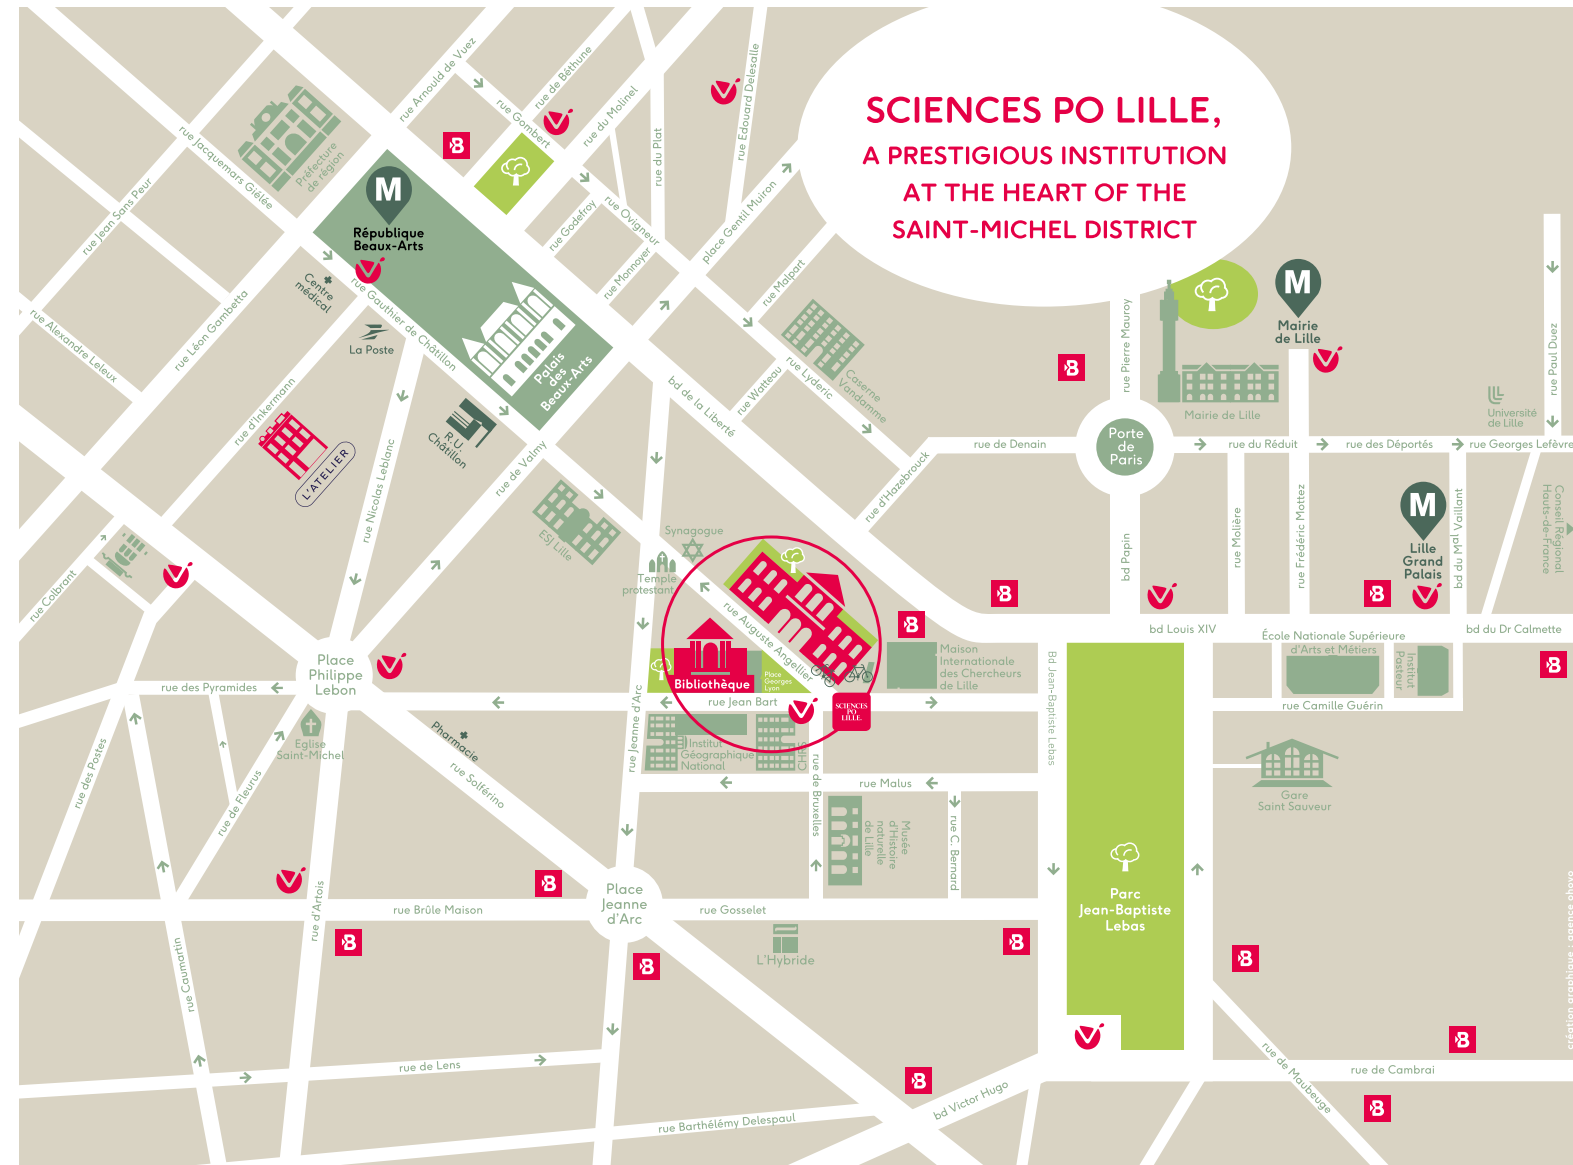 SCIENCES PO LILLE,
A PRESTIGIOUS INSTITUTION
AT THE HEART OF THE
SAINT-MICHEL DISTRICT
rue Arnould de Vuez
rue de Béthune
rue Gombert
rue du Molinel
rue Edouard Delesalle
rue du Plat
B
rue Jacquemars Giélée
Préfecture
de région
rue Jean Sans Peur
M
République
Beaux-Arts
rue Godefroy
rue Ovigneur
rue Monnoyer
place Gentil Muiron
rue Malpart
Centre
médical
rue Gauthier de Châtillon
La Poste
rue Alexandre Leleux
rue Léon Gambetta
Palais
des
Beaux-Arts
rue d'Inkermann
L'ATELIER
R.U.
Châtillon
rue Nicolas Leblanc
rue de Valmy
bd de la Liberté
rue Watteau
rue Lyderic
Caserne
Vandamme
rue d'Hazebrouck
rue de Denain
B
rue Pierre Mauroy
Mairie de Lille
M
Mairie
de Lille
Porte
de
Paris
rue du Réduit
rue des Déportés
rue Georges Lefèvre
rue Paul Duez
Université
de Lille
Conseil Régional
Hauts-de-France
M
Lille
Grand
Palais
bd du Mal Vaillant
rue Frédéric Mottez
rue Molière
bd Papin
B
B
B
bd Louis XIV
bd du Dr Calmette
B
École Nationale Supérieure
d'Arts et Métiers
Institut
Pasteur
rue Camille Guérin
Gare
Saint Sauveur
ESJ Lille
Synagogue
Temple
protestant
rue Auguste Angellier
Bibliothèque
Place
Georges
Lyon
rue Jean Bart
SCIENCES
PO
LILLE
Maison
Internationale
des Chercheurs
de Lille
Bd Jean-Baptiste Lebas
Institut
Géographique
National
CHRS
rue Jeanne d'Arc
rue Malus
rue de Bruxelles
Musée
d'Histoire
naturelle
de Lille
rue C. Bernard
rue Colbrant
Place
Philippe
Lebon
rue des Pyramides
Eglise
Saint-Michel
Pharmacie
rue Solférino
rue des Postes
rue de Fleurus
rue d'Artois
rue Caumartin
rue Brûle Maison
B
B
Place
Jeanne
d'Arc
B
rue Gosselet
L'Hybride
B
Parc
Jean-Baptiste
Lebas
B
rue de Lens
rue Barthélémy Delespaul
B
bd Victor Hugo
rue de Maubeuge
rue de Cambrai
B
B
création graphique : agence aboyo